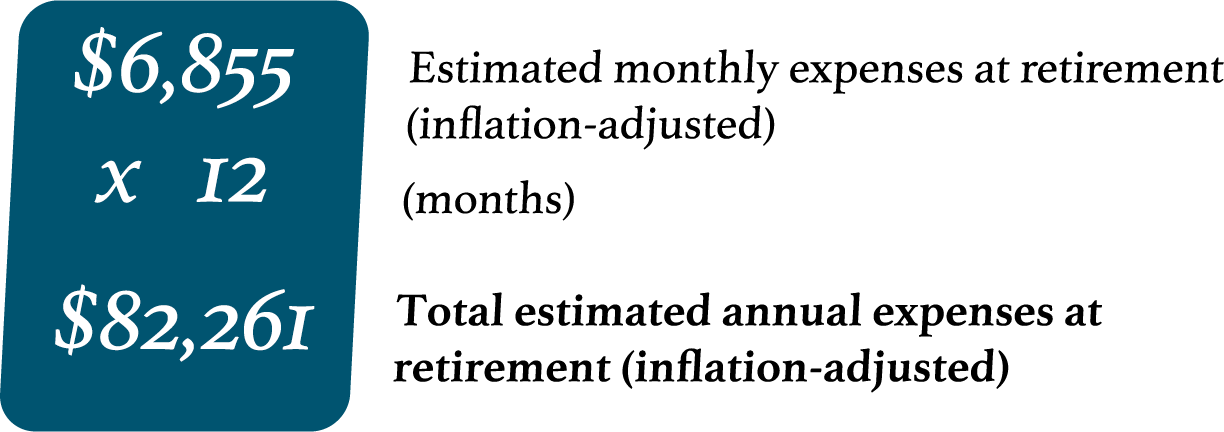 $6,855
Estimated monthly expenses at retirement
(inflation-adjusted)
x 12
(months)
$82,261
Total estimated annual expenses at
retirement (inflation-adjusted)